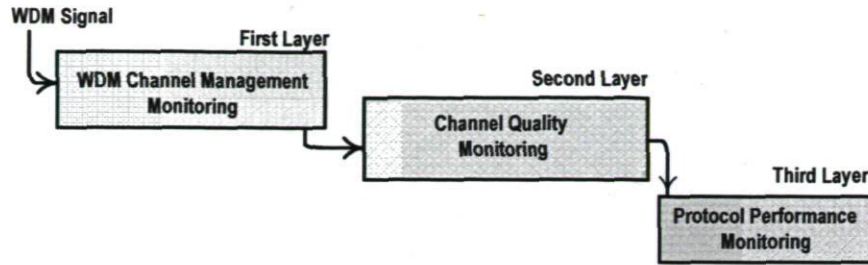 WDM Signal
First Layer
WDM Channel Management
Monitoring
Second Layer
Channel Quality
Monitoring
Third Layer
Protocol Performance
Monitoring